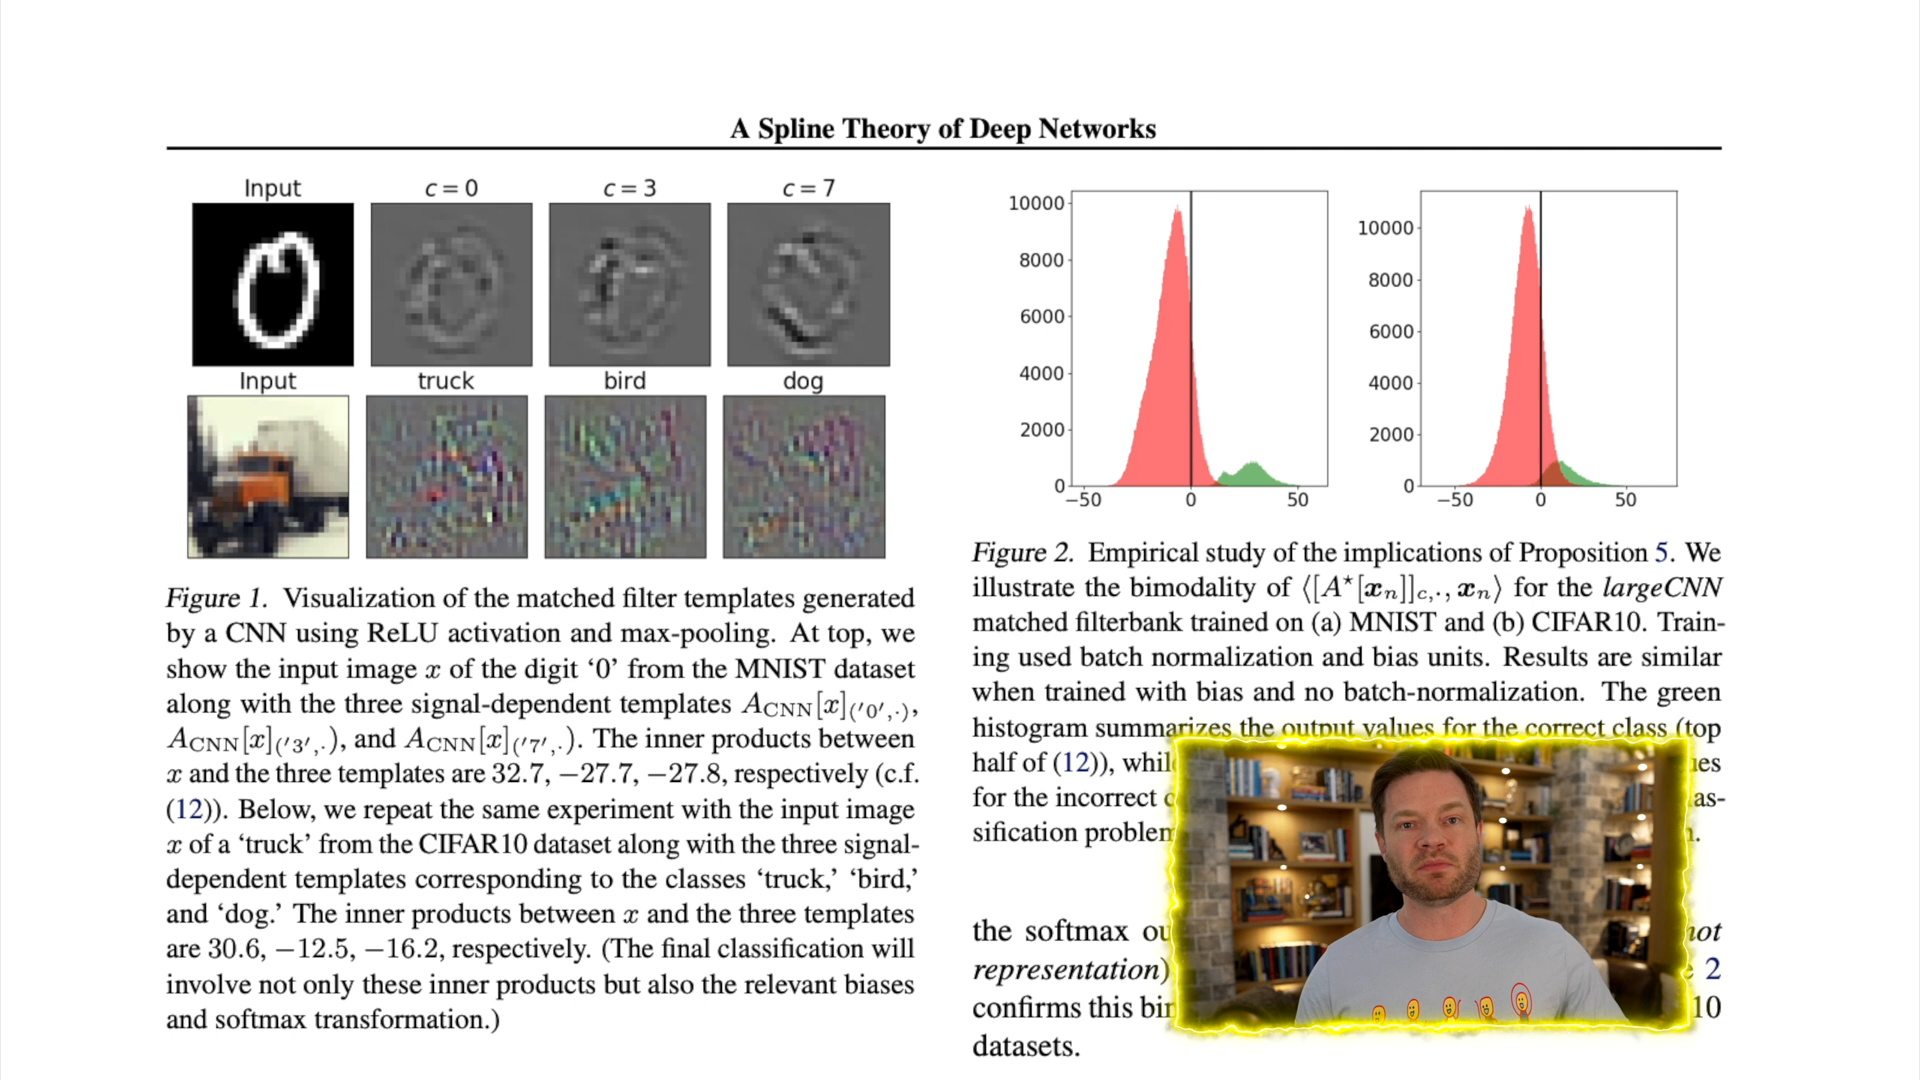 A Spline Theory of Deep Networks
Input
c = 0
c = 3
c = 7
Input
truck
bird
dog
Figure 1. Visualization of the matched filter templates generated
by a CNN using ReLU activation and max-pooling. At top, we
show the input image x of the digit ‘0’ from the MNIST dataset
along with the three signal-dependent templates A_CNN[x]_('0',·),
A_CNN[x]_('3',·), and A_CNN[x]_('7',·). The inner products between
x and the three templates are 32.7, −27.7, −27.8, respectively (c.f.
(12)). Below, we repeat the same experiment with the input image
x of a ‘truck’ from the CIFAR10 dataset along with the three signal-
dependent templates corresponding to the classes ‘truck,’ ‘bird,’
and ‘dog.’ The inner products between x and the three templates
are 30.6, −12.5, −16.2, respectively. (The final classification will
involve not only these inner products but also the relevant biases
and softmax transformation.)
10000
8000
6000
4000
2000
0
−50
0
50
10000
8000
6000
4000
2000
0
−50
0
50
Figure 2. Empirical study of the implications of Proposition 5. We
illustrate the bimodality of ⟨[A⋆[x_n]]_c,·, x_n⟩ for the largeCNN
matched filterbank trained on (a) MNIST and (b) CIFAR10. Train-
ing used batch normalization and bias units. Results are similar
when trained with bias and no batch-normalization. The green
histogram summarizes the output values for the correct class (top
half of (12)),
for the incorrect as-
sification
the softmax
representation) 2
confirms this 10
datasets.